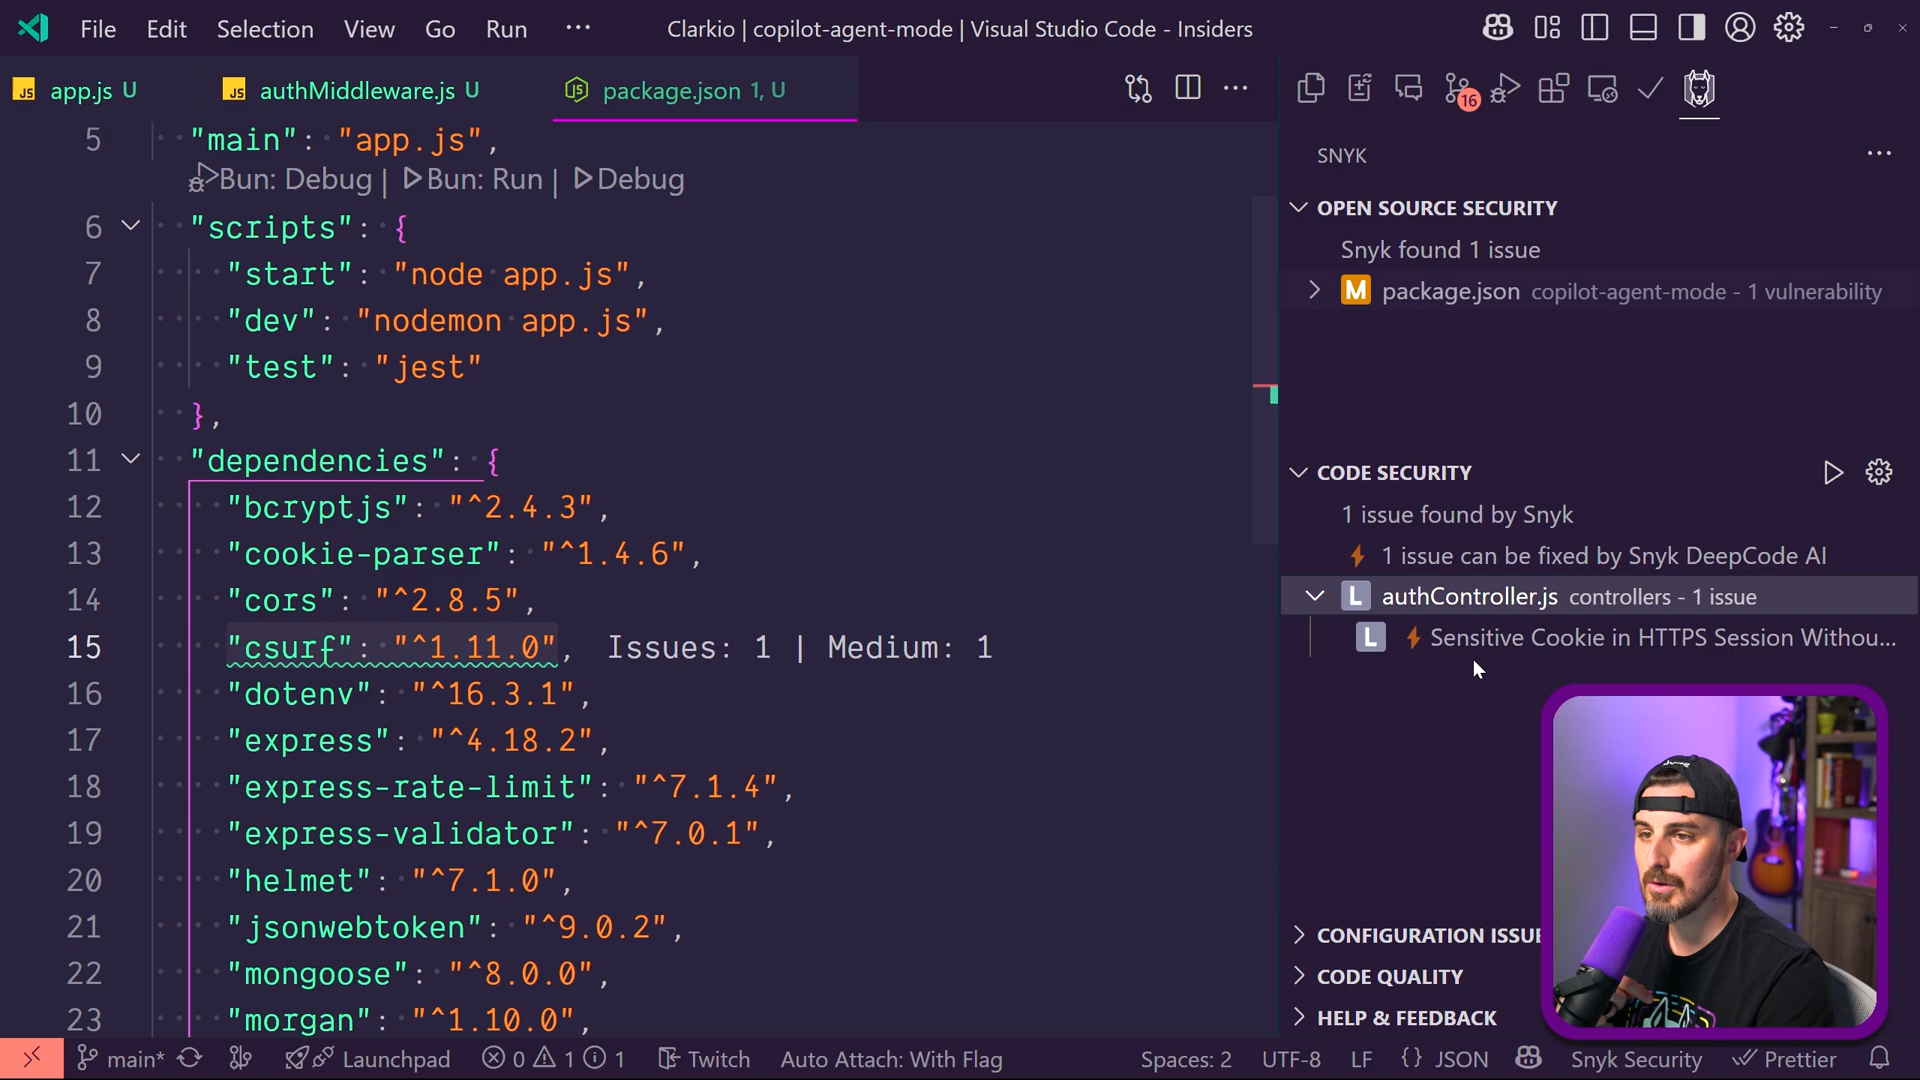 File Edit Selection View Go Run ··· Clarkio | copilot-agent-mode | Visual Studio Code - Insiders
JS app.js U JS authMiddleware.js U JS package.json 1, U
16
5 "main": "app.js",
Bun: Debug | Bun: Run | Debug
6 "scripts": {
7 "start": "node app.js",
8 "dev": "nodemon app.js",
9 "test": "jest"
10 },
11 "dependencies": {
12 "bcryptjs": "^2.4.3",
13 "cookie-parser": "^1.4.6",
14 "cors": "^2.8.5",
15 "csurf": "^1.11.0", Issues: 1 | Medium: 1
16 "dotenv": "^16.3.1",
17 "express": "^4.18.2",
18 "express-rate-limit": "^7.1.4",
19 "express-validator": "^7.0.1",
20 "helmet": "^7.1.0",
21 "jsonwebtoken": "^9.0.2",
22 "mongoose": "^8.0.0",
23 "morgan": "^1.10.0",
SNYK
OPEN SOURCE SECURITY
Snyk found 1 issue
M package.json copilot-agent-mode - 1 vulnerability
CODE SECURITY
1 issue found by Snyk
1 issue can be fixed by Snyk DeepCode AI
L authController.js controllers - 1 issue
L Sensitive Cookie in HTTPS Session Withou...
CONFIGURATION ISSUE
CODE QUALITY
HELP & FEEDBACK
main* Launchpad 0 1 1 Twitch Auto Attach: With Flag Spaces: 2 UTF-8 LF {} JSON Snyk Security Prettier